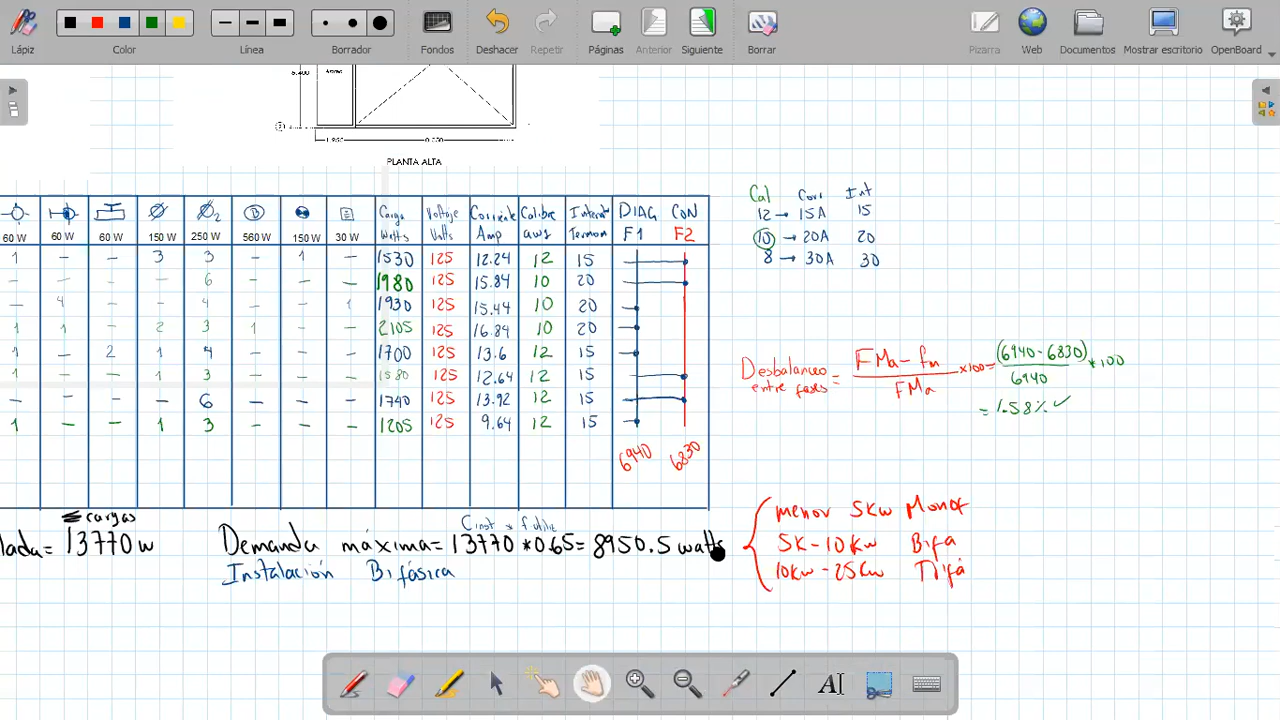 Lápiz Color Línea Borrador Fondos Deshacer Repetir Páginas Anterior Siguiente Borrar Pizarra Web Documentos Mostrar escritorio OpenBoard
PLANTA ALTA
Carga Watts Voltaje Volts Corriente Amp Calibre awg Interr Termom DIAG F1 CON F2
60 W 60 W 60 W 150 W 250 W 560 W 150 W 30 W
1 – – 3 3 – 1 – 1530 125 12.24 12 15
– – – – 6 – – – 1980 125 15.84 10 20
– 4 – – 4 – – 1 1930 125 15.44 10 20
1 1 – 2 3 1 – – 2105 125 16.84 10 20
1 – 2 1 4 – – – 1700 125 13.6 12 15
1 – – 1 3 – – – 1580 125 12.64 12 15
– – – – 6 – – – 1740 125 13.92 12 15
1 – – 1 3 – – – 1205 125 9.64 12 15
6940 6830
Cal Corr Int
12 → 15A 15
10 → 20A 20
8 → 30A 30
Desbalanceo entre fases = FMa - fm / FMa *100 = (6940 - 6830) / 6940 * 100
= 1.58% ✓
cargas
lada = 13770 w
Cinst * f utiliz
Demanda máxima = 13770 * 0.65 = 8950.5 watts
Instalación Bifásica
menor 5Kw Monof
5K - 10Kw Bifa
10Kw - 25Kw Trifa